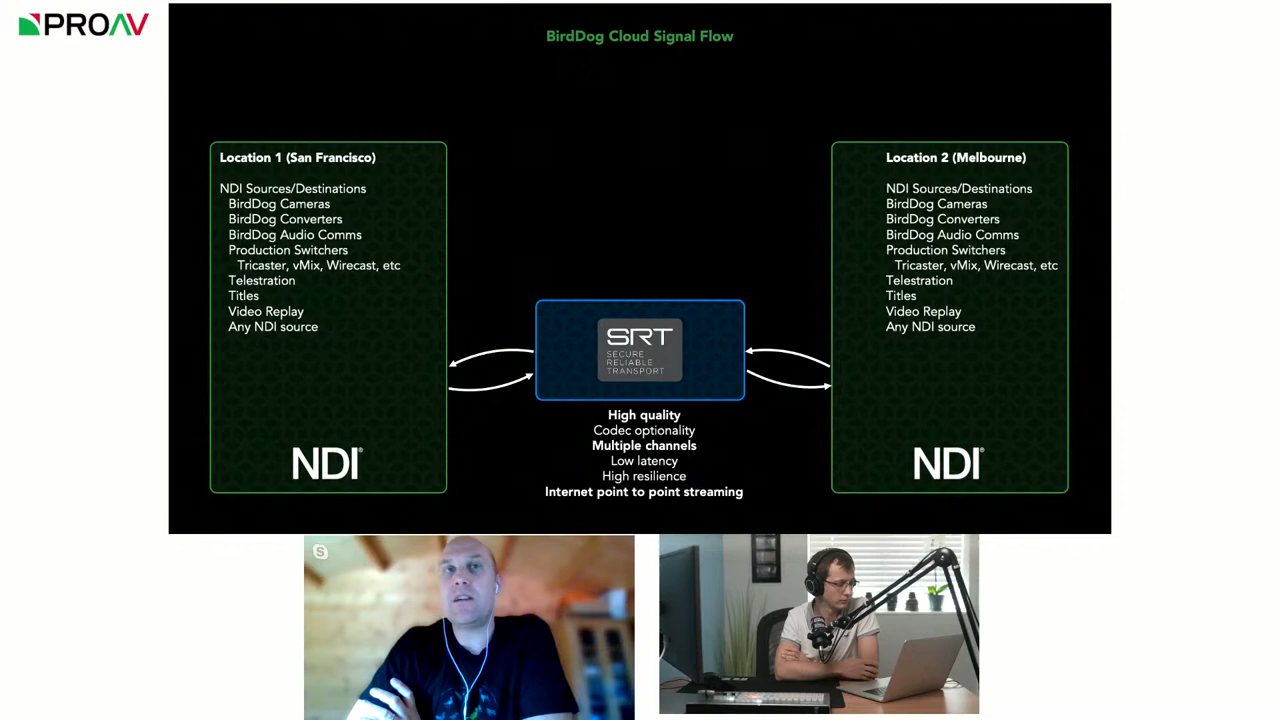 PROAV
BirdDog Cloud Signal Flow
Location 1 (San Francisco)
NDI Sources/Destinations
BirdDog Cameras
BirdDog Converters
BirdDog Audio Comms
Production Switchers
Tricaster, vMix, Wirecast, etc
Telestration
Titles
Video Replay
Any NDI source
NDI®
SRT
SECURE
RELIABLE
TRANSPORT
High quality
Codec optionality
Multiple channels
Low latency
High resilience
Internet point to point streaming
Location 2 (Melbourne)
NDI Sources/Destinations
BirdDog Cameras
BirdDog Converters
BirdDog Audio Comms
Production Switchers
Tricaster, vMix, Wirecast, etc
Telestration
Titles
Video Replay
Any NDI source
NDI®
S